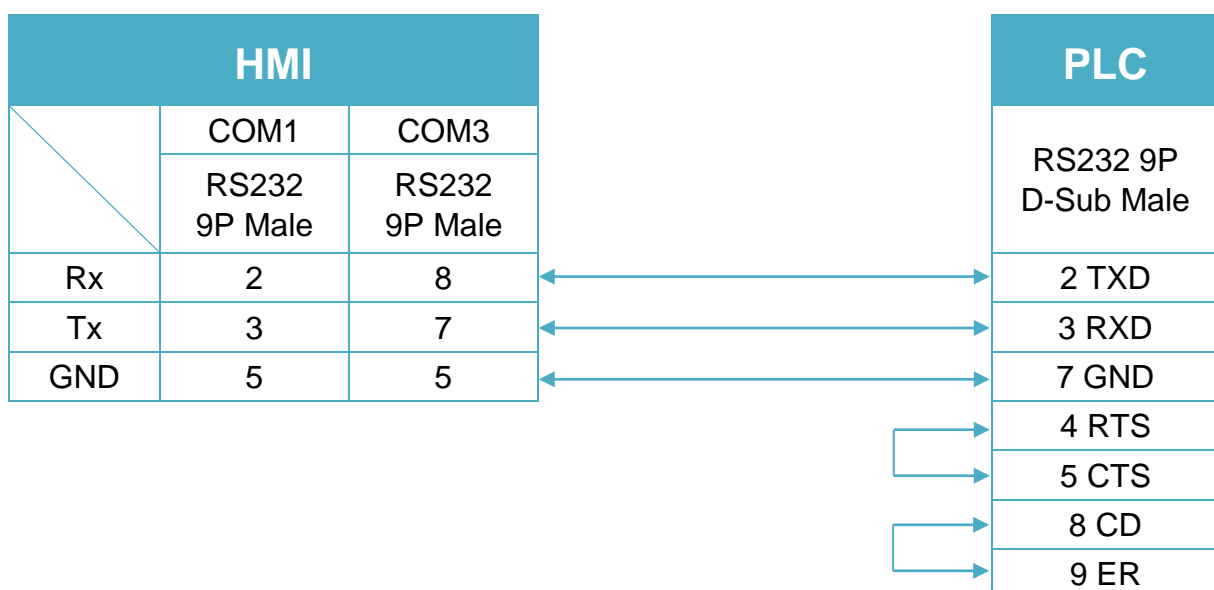 HMI
PLC
COM1 COM3
RS232 9P
D-Sub Male
RS232
9P Male
RS232
9P Male
Rx 2 8 2 TXD
Tx 3 7 3 RXD
GND 5 5 7 GND
4 RTS
5 CTS
8 CD
9 ER